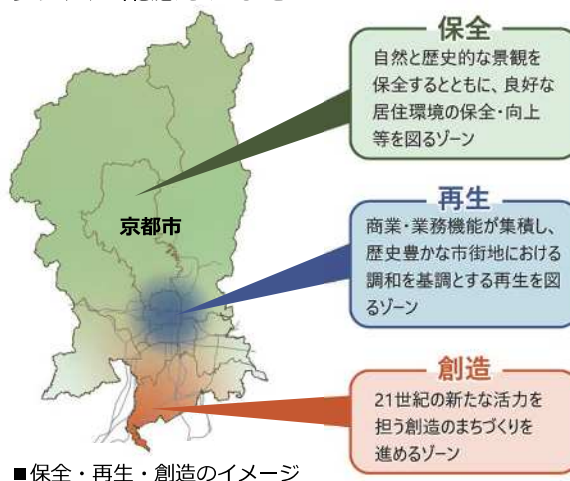 保全
自然と歴史的な景観を
保全するとともに、良好な
居住環境の保全・向上
等を図るゾーン
京都市
再生
商業・業務機能が集積し、
歴史豊かな市街地における
調和を基調とする再生を図
るゾーン
創造
21世紀の新たな活力を
担う創造のまちづくりを
進めるゾーン
■保全・再生・創造のイメージ